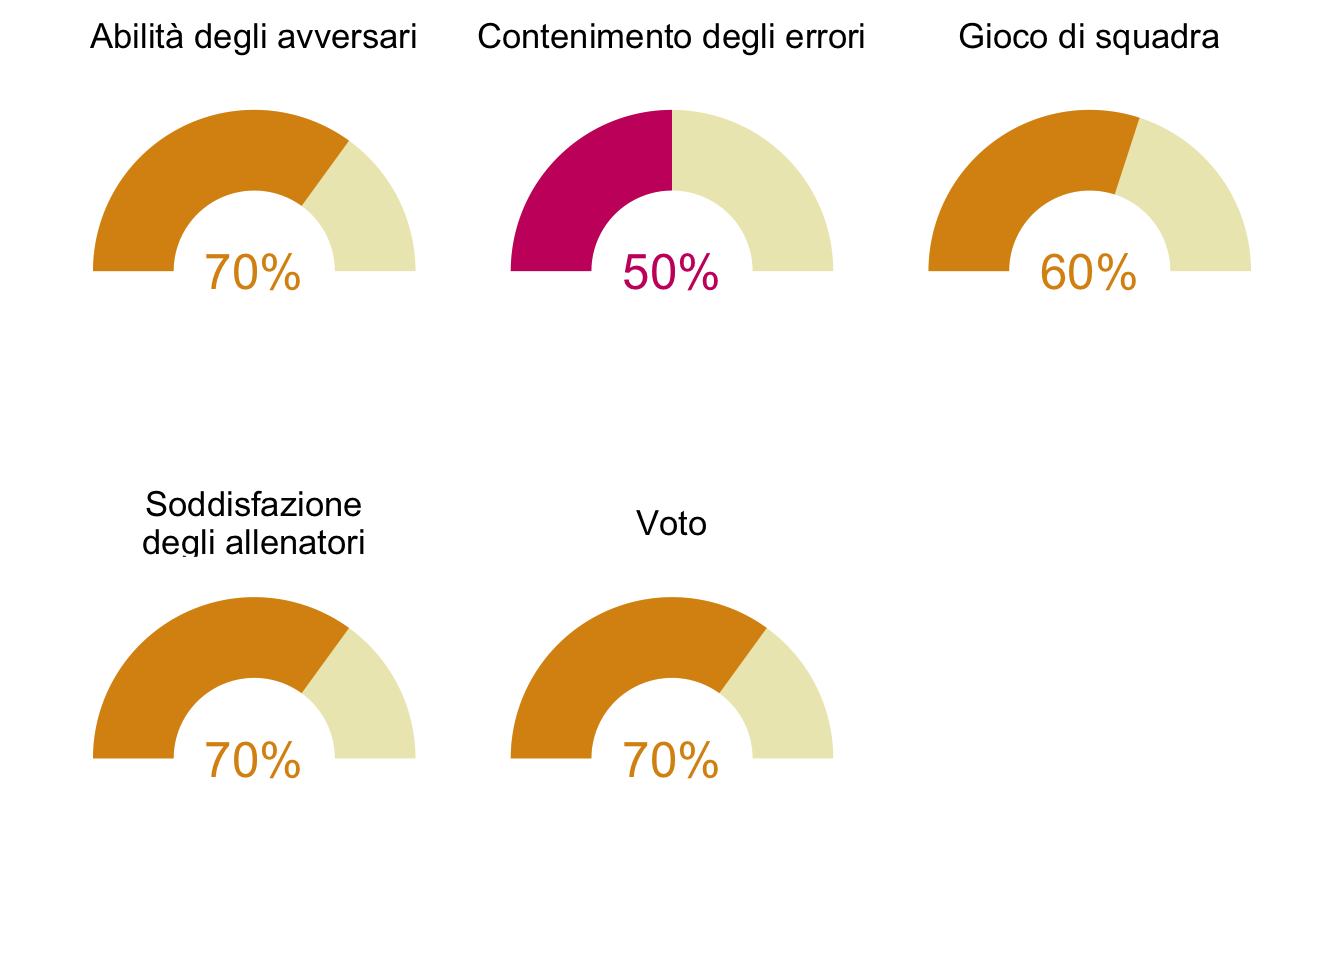 Abilità degli avversari
Contenimento degli errori
Gioco di squadra
70%
50%
60%
Soddisfazione
degli allenatori
Voto
70%
70%